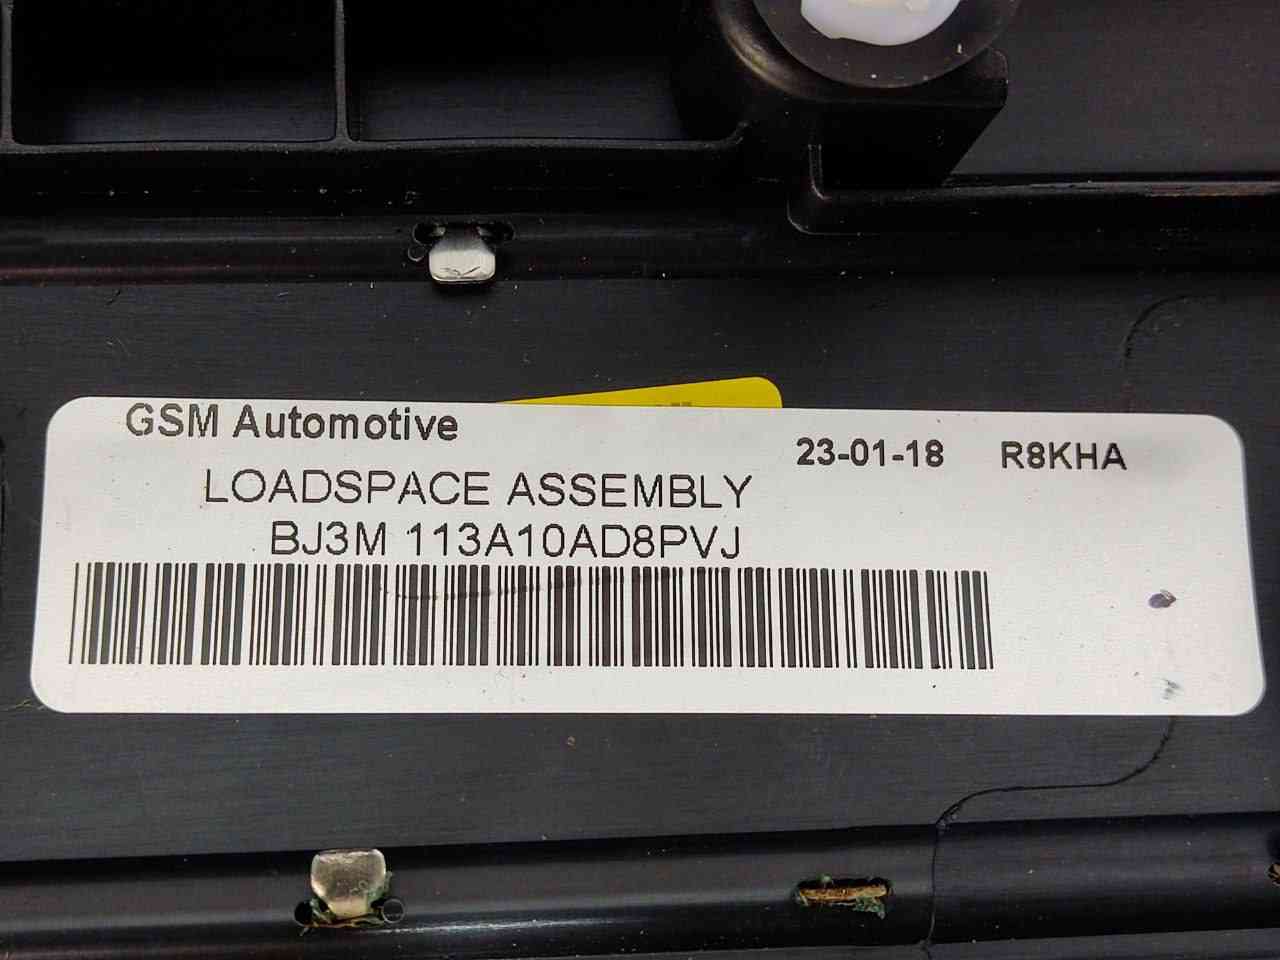 GSM Automotive
23-01-18 R8KHA
LOADSPACE ASSEMBLY
BJ3M 113A10AD8PVJ